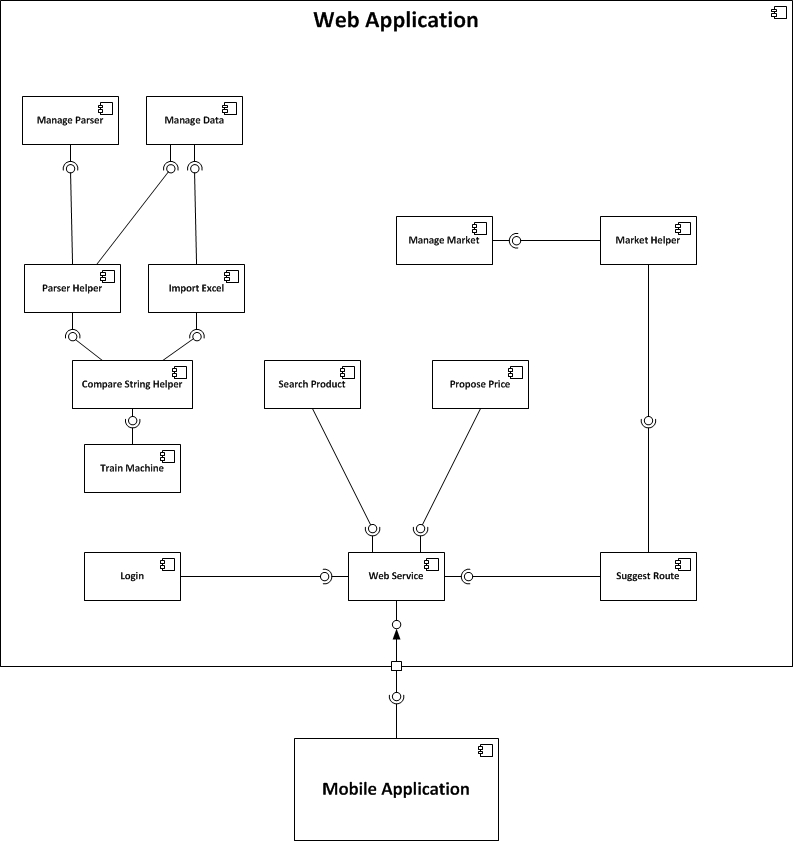 Web Application
Manage Parser
Manage Data
Manage Market
Market Helper
Parser Helper
Import Excel
Compare String Helper
Search Product
Propose Price
Train Machine
Login
Web Service
Suggest Route
Mobile Application